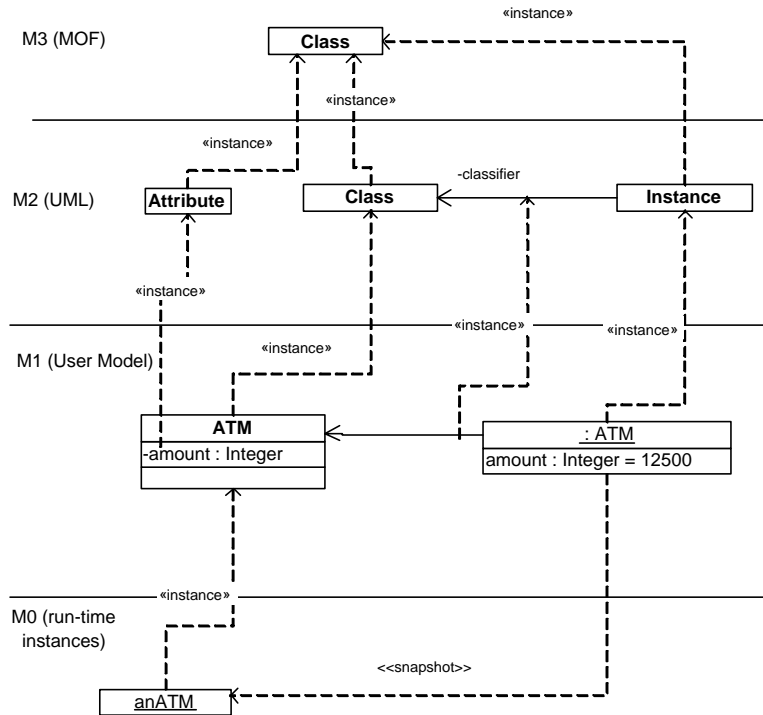 «instance»
M3 (MOF)
Class
«instance»
«instance»
-classifier
M2 (UML)
Attribute
Class
Instance
«instance»
«instance»
«instance»
«instance»
M1 (User Model)
ATM
: ATM
-amount : Integer
amount : Integer = 12500
«instance»
M0 (run-time
instances)
<<snapshot>>
anATM